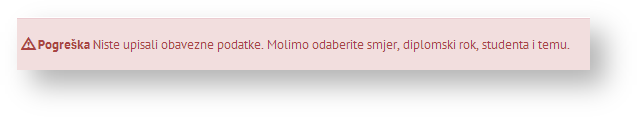 Pogreška Niste upisali obavezne podatke. Molimo odaberite smjer, diplomski rok, studenta i temu.